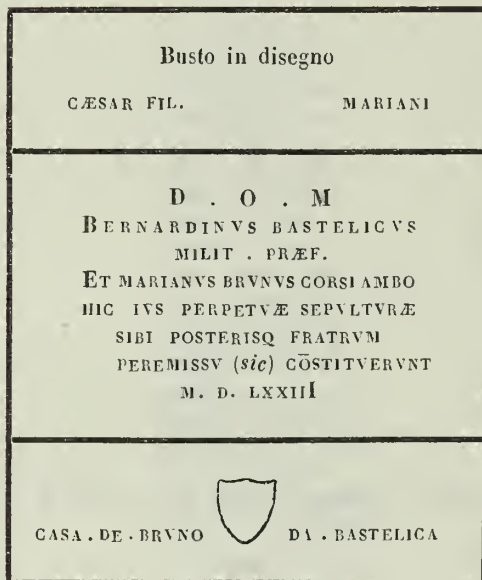 Busto in disegno
CÆSAR FIL. MARIANI
D . O . M
BERNARDINVS BASTELICVS
MILIT . PRÆF.
ET MARIANVS BRVNVS CORSI AMBO
HIC IVS PERPETVÆ SEPVLTVRÆ
SIBI POSTERISQ FRATRVM
PEREMISSV (sic) CŌSTITVERVNT
M. D. LXXIII
CASA . DE . BRVNO DA . BASTELICA